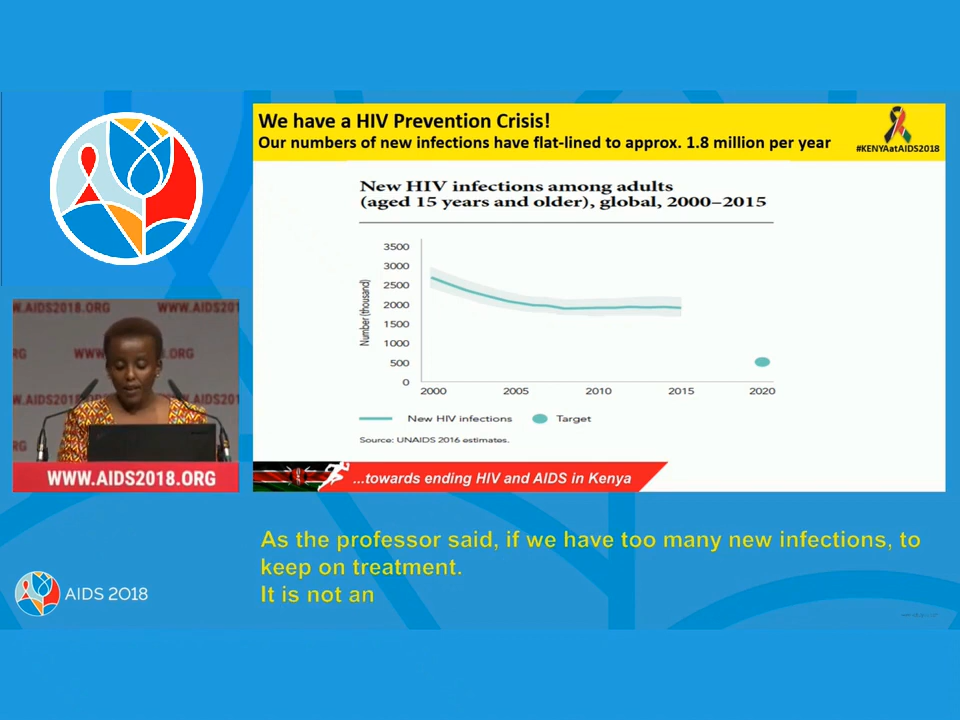 We have a HIV Prevention Crisis!
Our numbers of new infections have flat-lined to approx. 1.8 million per year
#KENYAatAIDS2018
New HIV infections among adults
(aged 15 years and older), global, 2000–2015
3500
3000
2500
2000
1500
1000
500
0
Number (thousand)
2000 2005 2010 2015 2020
New HIV infections Target
Source: UNAIDS 2016 estimates.
...towards ending HIV and AIDS in Kenya
W.AIDS2018.ORG WWW.AIDS2018.ORG
WWW.AIDS2018.ORG
As the professor said, if we have too many new infections, to
keep on treatment.
It is not an
AIDS 2018